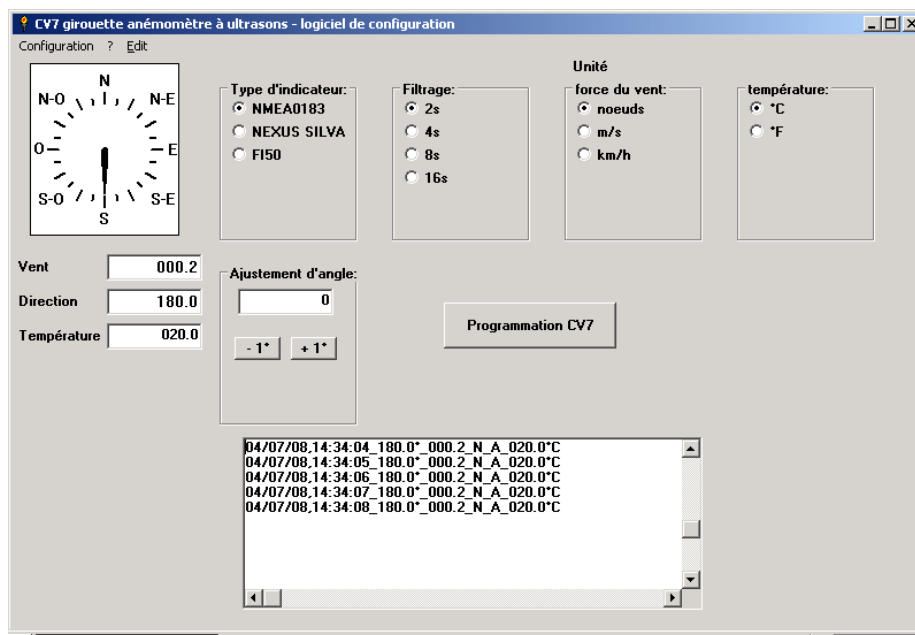 CV7 girouette anémomètre à ultrasons - logiciel de configuration
Configuration ? Edit
N
N-O N-E
O E
S-O S-E
S
Type d'indicateur:
NMEA0183
NEXUS SILVA
FI50
Filtrage:
2s
4s
8s
16s
Unité
force du vent:
noeuds
m/s
km/h
température:
°C
°F
Vent 000.2
Direction 180.0
Température 020.0
Ajustement d'angle:
0
- 1° + 1°
Programmation CV7
04/07/08,14:34:04_180.0°_000.2_N_A_020.0°C
04/07/08,14:34:05_180.0°_000.2_N_A_020.0°C
04/07/08,14:34:06_180.0°_000.2_N_A_020.0°C
04/07/08,14:34:07_180.0°_000.2_N_A_020.0°C
04/07/08,14:34:08_180.0°_000.2_N_A_020.0°C